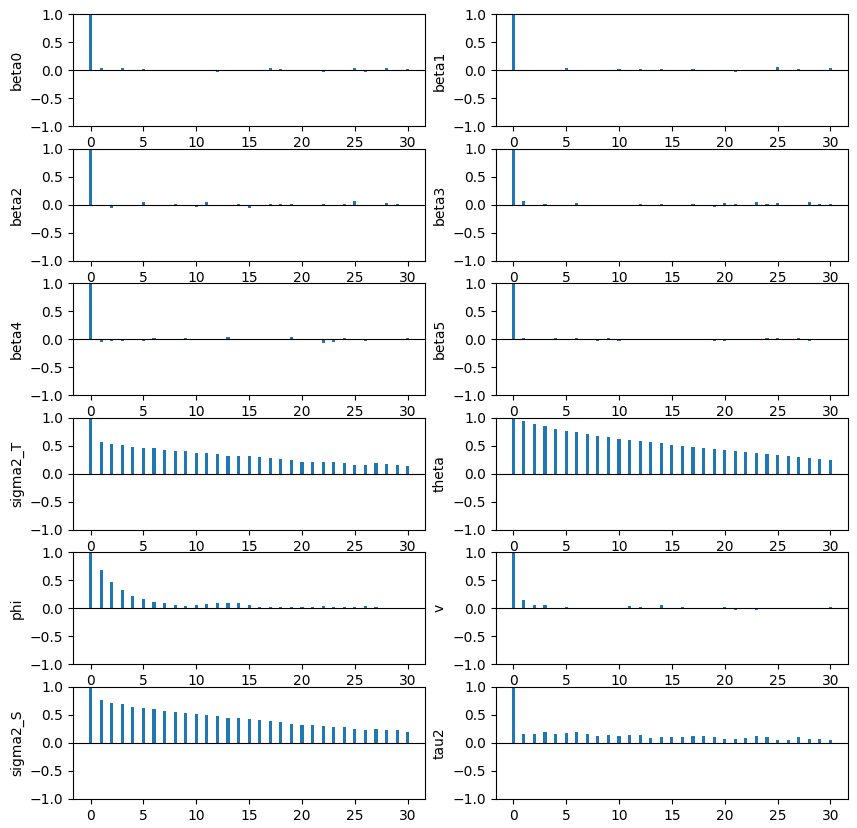 1.0 0.5 0.0 −0.5 −1.0 beta0 0 5 10 15 20 25 30
1.0 0.5 0.0 −0.5 −1.0 beta1 0 5 10 15 20 25 30
1.0 0.5 0.0 −0.5 −1.0 beta2 0 5 10 15 20 25 30
1.0 0.5 0.0 −0.5 −1.0 beta3 0 5 10 15 20 25 30
1.0 0.5 0.0 −0.5 −1.0 beta4 0 5 10 15 20 25 30
1.0 0.5 0.0 −0.5 −1.0 beta5 0 5 10 15 20 25 30
1.0 0.5 0.0 −0.5 −1.0 sigma2_T 0 5 10 15 20 25 30
1.0 0.5 0.0 −0.5 −1.0 theta 0 5 10 15 20 25 30
1.0 0.5 0.0 −0.5 −1.0 phi 0 5 10 15 20 25 30
1.0 0.5 0.0 −0.5 −1.0 v 0 5 10 15 20 25 30
1.0 0.5 0.0 −0.5 −1.0 sigma2_S 0 5 10 15 20 25 30
1.0 0.5 0.0 −0.5 −1.0 tau2 0 5 10 15 20 25 30